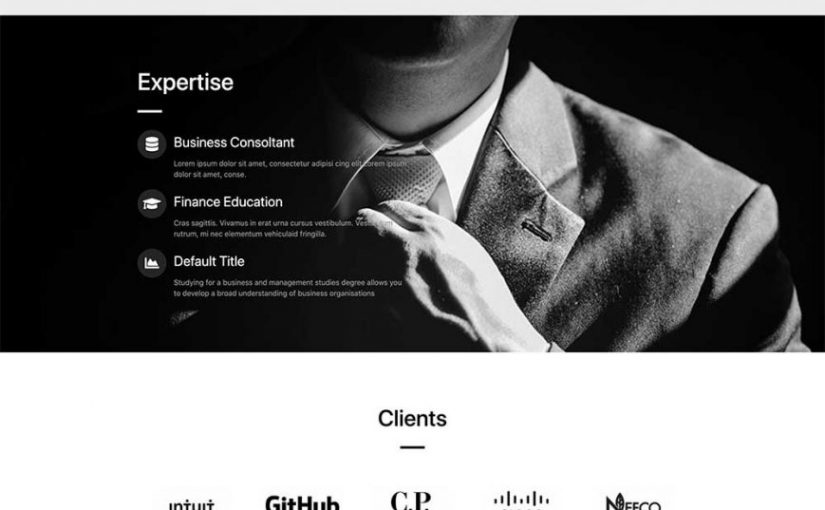 Expertise
Business Consoltant
Lorem ipsum dolor sit amet, consectetur adipisi cing elit lorem ipsum
dolor sit amet, conse.
Finance Education
Cras sagittis. Vivamus in erat urna cursus vestibulum.
rutrum, mi nec elementum vehiculaid fringilla.
Default Title
Studying for a business and management studies degree allows you
to develop a broad understanding of business organisations
Clients
intuit GitHub C.P. NEECO